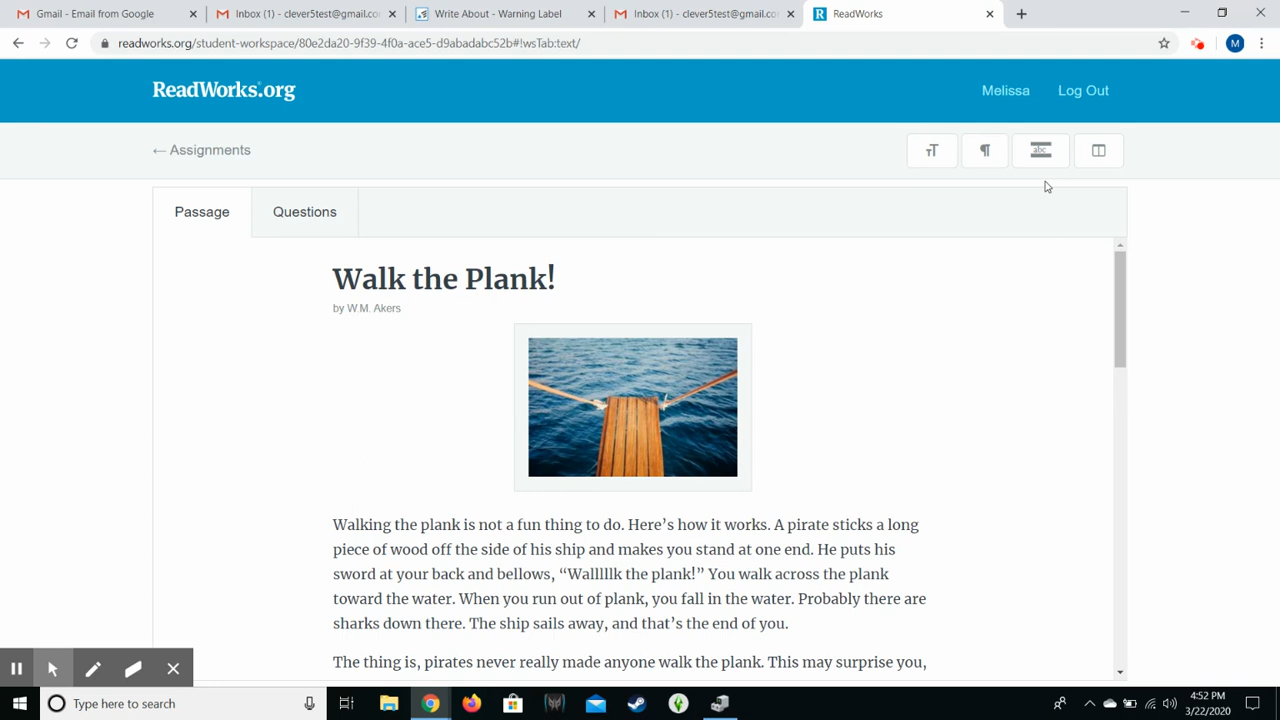 Gmail - Email from Google
Inbox (1) - clever5test@gmail.co
Write About - Warning Label
Inbox (1) - clever5test@gmail.co
ReadWorks
readworks.org/student-workspace/80e2da20-9f39-4f0a-ace5-d9abadabc52b#!wsTab:text/
M
ReadWorks.org
Melissa
Log Out
← Assignments
TT
¶
abc
Passage
Questions
Walk the Plank!
by W.M. Akers
Walking the plank is not a fun thing to do. Here's how it works. A pirate sticks a long
piece of wood off the side of his ship and makes you stand at one end. He puts his
sword at your back and bellows, “Walllllk the plank!” You walk across the plank
toward the water. When you run out of plank, you fall in the water. Probably there are
sharks down there. The ship sails away, and that's the end of you.
The thing is, pirates never really made anyone walk the plank. This may surprise you,
Type here to search
4:52 PM
3/22/2020